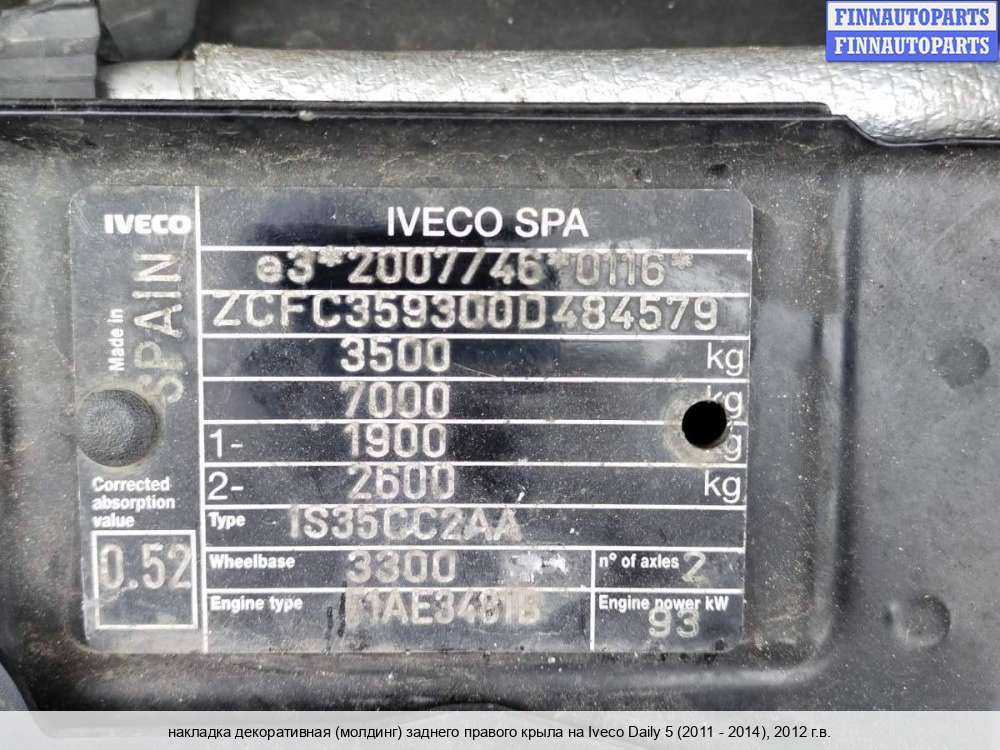 FINNAUTOPARTS
FINNAUTOPARTS
IVECO
IVECO SPA
Made in
SPAIN
e3*2007/46*0116*
ZCFC359300D484579
3500 kg
7000 kg
1- 1900 kg
2- 2600 kg
Corrected
absorption
value
0.52
Type 1S35CC2AA
Wheelbase 3300
n° of axles 2
Engine type
Engine power kW
93
накладка декоративная (молдинг) заднего правого крыла на Iveco Daily 5 (2011 - 2014), 2012 г.в.